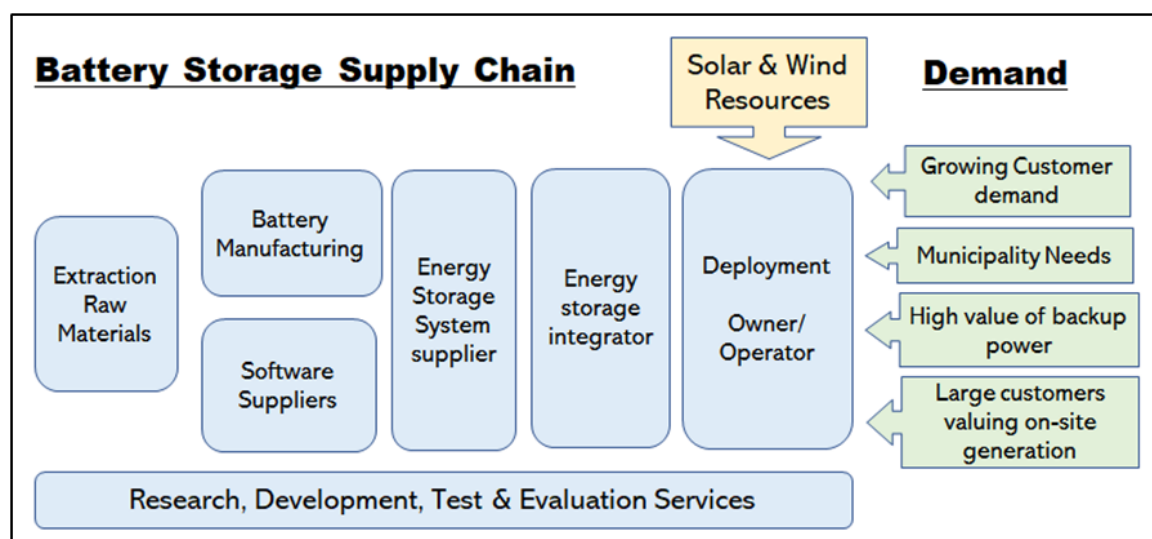 Battery Storage Supply Chain
Solar & Wind
Resources
Demand
Extraction
Raw
Materials
Battery
Manufacturing
Software
Suppliers
Energy
Storage
System
supplier
Energy
storage
integrator
Deployment
Owner/
Operator
Growing Customer
demand
Municipality Needs
High value of backup
power
Large customers
valuing on-site
generation
Research, Development, Test & Evaluation Services